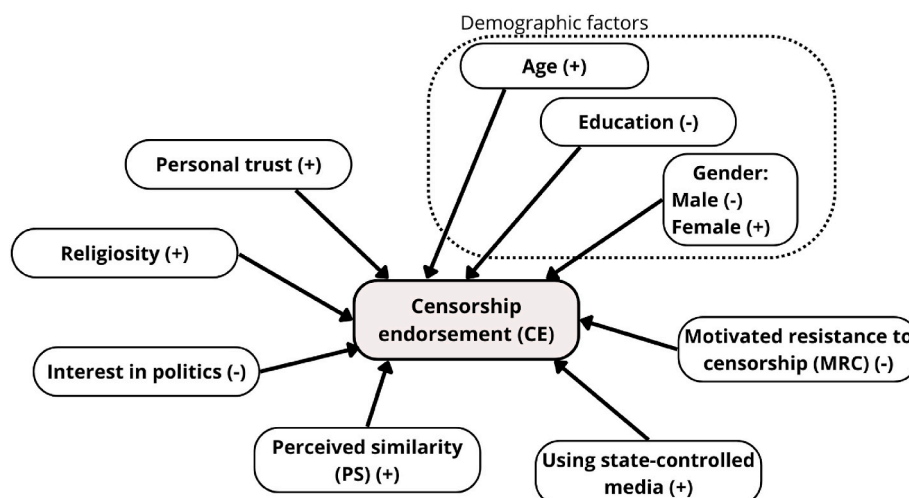 Demographic factors
Age (+)
Education (-)
Gender:
Male (-)
Female (+)
Personal trust (+)
Religiosity (+)
Censorship
endorsement (CE)
Interest in politics (-)
Motivated resistance to
censorship (MRC) (-)
Perceived similarity
(PS) (+)
Using state-controlled
media (+)